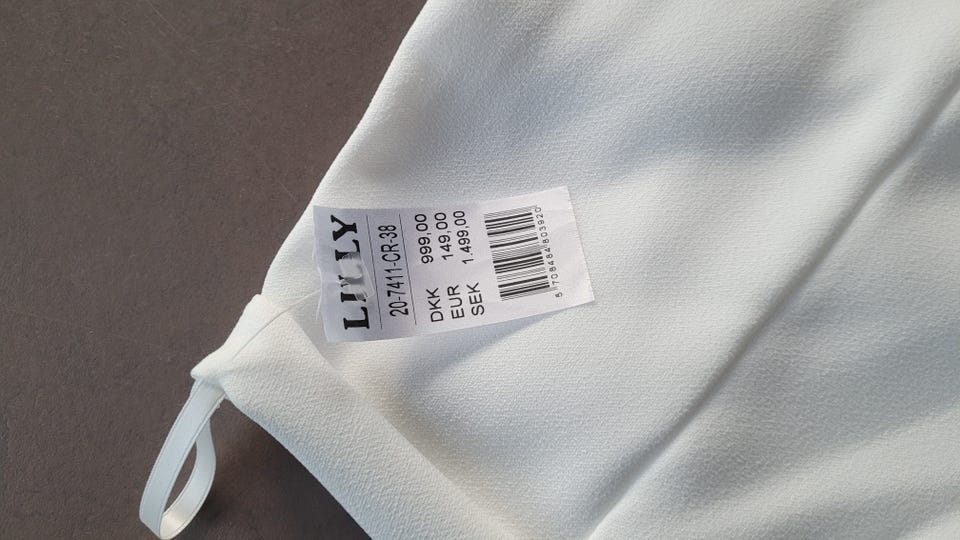 LILLY
20-7411-CR-38
DKK 999,00
EUR 149,00
SEK 1.499,00
5 708484 803920